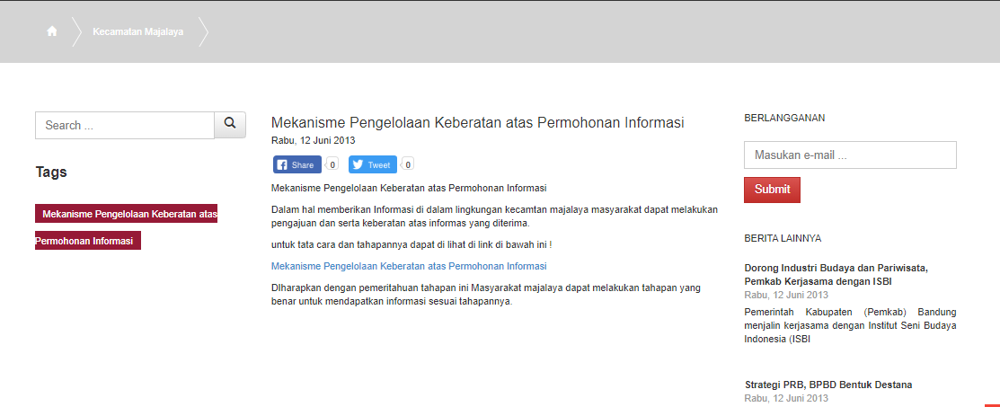 Kecamatan Majalaya
Search ...
Tags
Mekanisme Pengelolaan Keberatan atas
Permohonan Informasi
Mekanisme Pengelolaan Keberatan atas Permohonan Informasi
Rabu, 12 Juni 2013
Share 0 Tweet 0
Mekanisme Pengelolaan Keberatan atas Permohonan Informasi
Dalam hal memberikan Informasi di dalam lingkungan kecamtan majalaya masyarakat dapat melakukan
pengajuan dan serta keberatan atas informas yang diterima.
untuk tata cara dan tahapannya dapat di lihat di link di bawah ini !
Mekanisme Pengelolaan Keberatan atas Permohonan Informasi
DIharapkan dengan pemeritahuan tahapan ini Masyarakat majalaya dapat melakukan tahapan yang
benar untuk mendapatkan informasi sesuai tahapannya.
BERLANGGANAN
Masukan e-mail ...
Submit
BERITA LAINNYA
Dorong Industri Budaya dan Pariwisata,
Pemkab Kerjasama dengan ISBI
Rabu, 12 Juni 2013
Pemerintah Kabupaten (Pemkab) Bandung
menjalin kerjasama dengan Institut Seni Budaya
Indonesia (ISBI
Strategi PRB, BPBD Bentuk Destana
Rabu, 12 Juni 2013